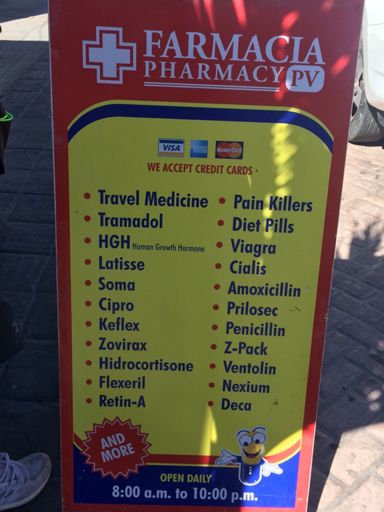 FARMACIA
PHARMACY PV
VISA
MasterCard
WE ACCEPT CREDIT CARDS
• Travel Medicine
• Tramadol
• HGH Human Growth Hormone
• Latisse
• Soma
• Cipro
• Keflex
• Zovirax
• Hidrocortisone
• Flexeril
• Retin-A
• Pain Killers
• Diet Pills
• Viagra
• Cialis
• Amoxicillin
• Prilosec
• Penicillin
• Z-Pack
• Ventolin
• Nexium
• Deca
AND
MORE
OPEN DAILY
8:00 a.m. to 10:00 p.m.